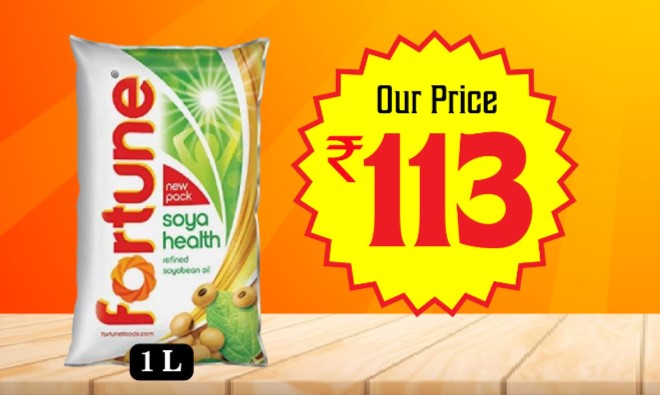 fortune®
new
pack
soya
health
refined
soyabean oil
fortunefoods.com
1 L
Our Price
₹113